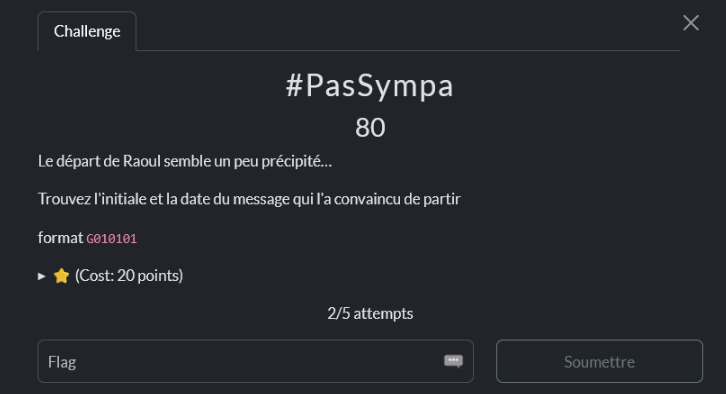 Challenge
#PasSympa
80
Le départ de Raoul semble un peu précipité...
Trouvez l'initiale et la date du message qui l'a convaincu de partir
format G010101
▸ ⭐ (Cost: 20 points)
2/5 attempts
Flag
Soumettre